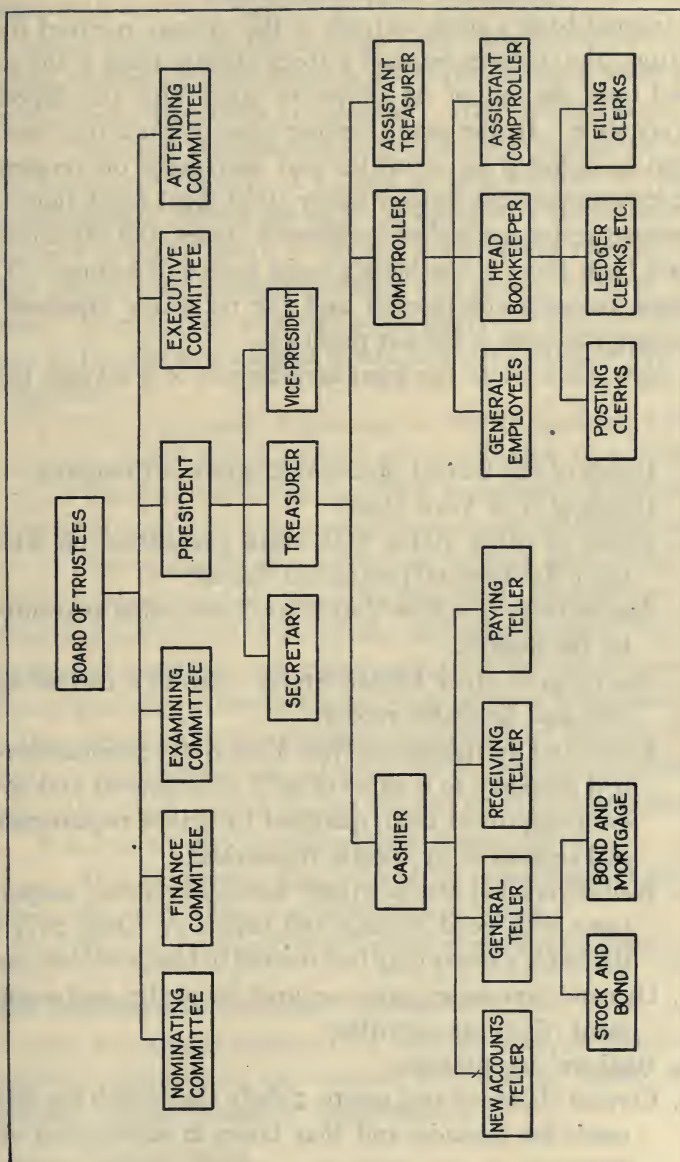 BOARD OF TRUSTEES
NOMINATING
COMMITTEE
FINANCE
COMMITTEE
EXAMINING
COMMITTEE
PRESIDENT
EXECUTIVE
COMMITTEE
ATTENDING
COMMITTEE
SECRETARY
TREASURER
VICE-PRESIDENT
CASHIER
COMPTROLLER
ASSISTANT
TREASURER
NEW ACCOUNTS
TELLER
GENERAL
TELLER
RECEIVING
TELLER
PAYING
TELLER
GENERAL
EMPLOYEES
HEAD
BOOKKEEPER
ASSISTANT
COMPTROLLER
STOCK AND
BOND
BOND AND
MORTGAGE
POSTING
CLERKS
LEDGER
CLERKS, ETC.
FILING
CLERKS